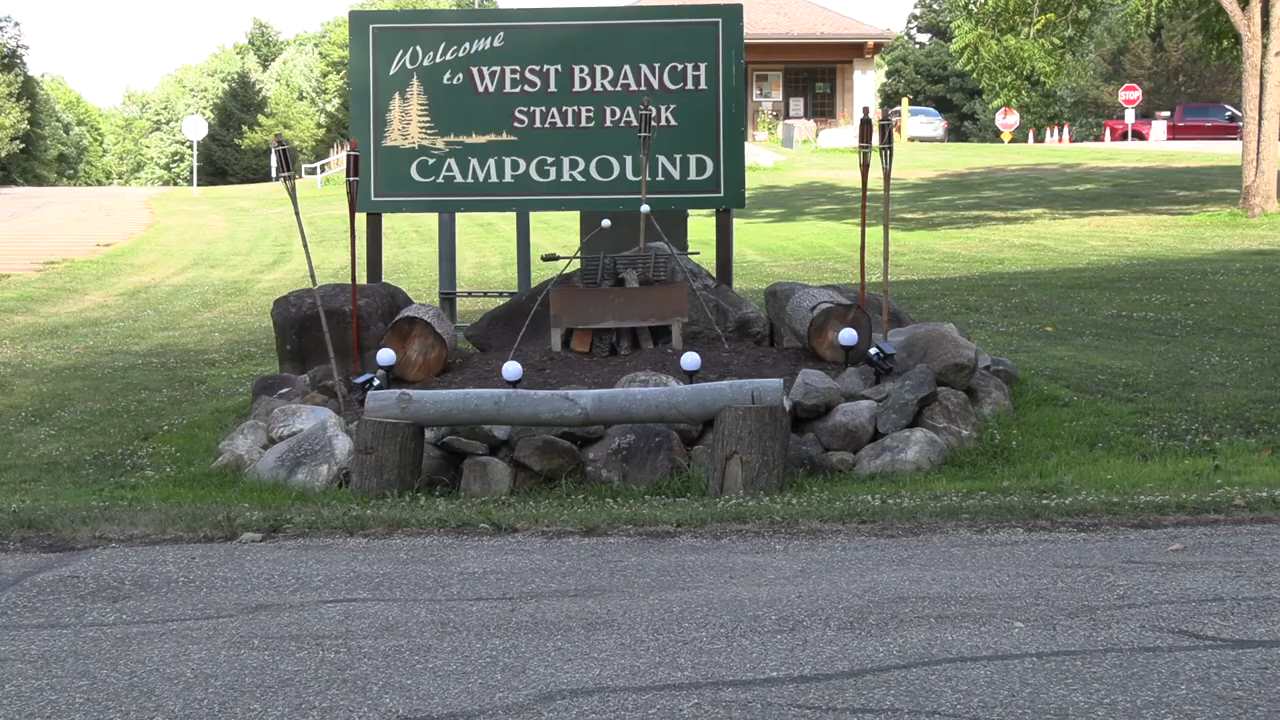 Welcome
to WEST BRANCH
STATE PARK
CAMPGROUND
STOP